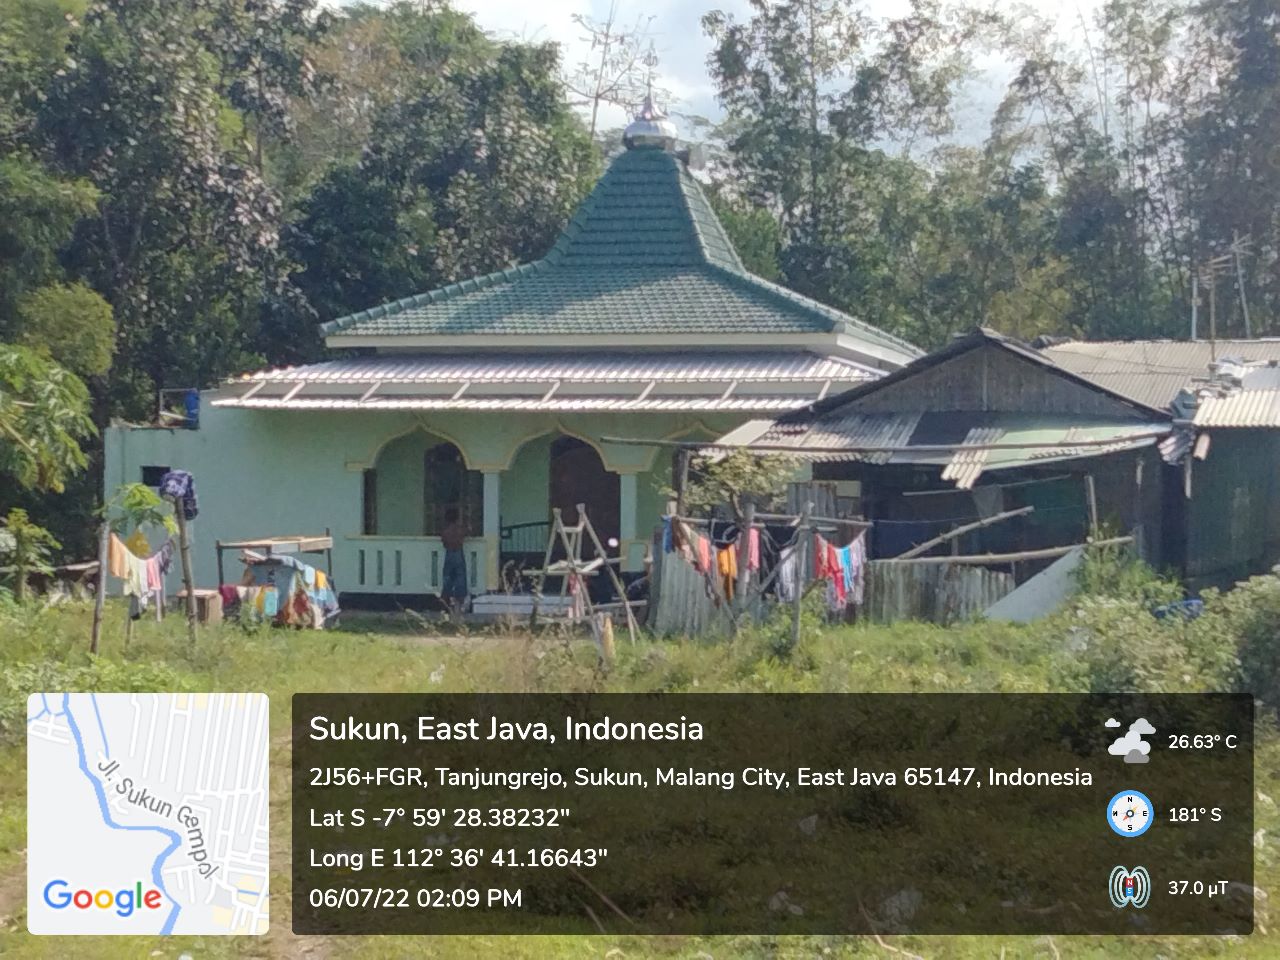 Sukun, East Java, Indonesia
2J56+FGR, Tanjungrejo, Sukun, Malang City, East Java 65147, Indonesia
Lat S -7° 59' 28.38232"
Long E 112° 36' 41.16643"
06/07/22 02:09 PM
26.63° C
N
W E
S
181° S
N
S
37.0 µT
Jl. Sukun Gempol
Google